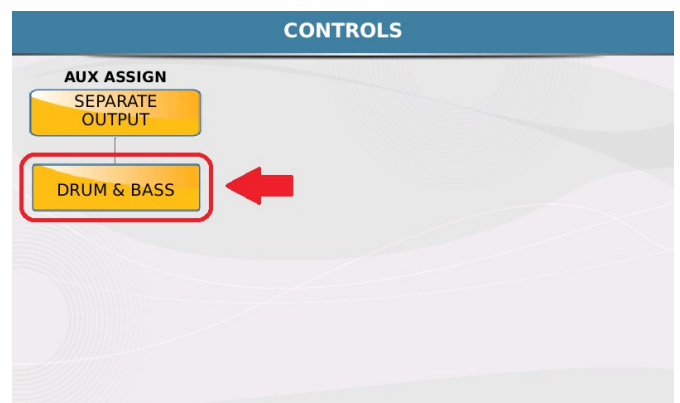 CONTROLS
AUX ASSIGN
SEPARATE
OUTPUT
DRUM & BASS